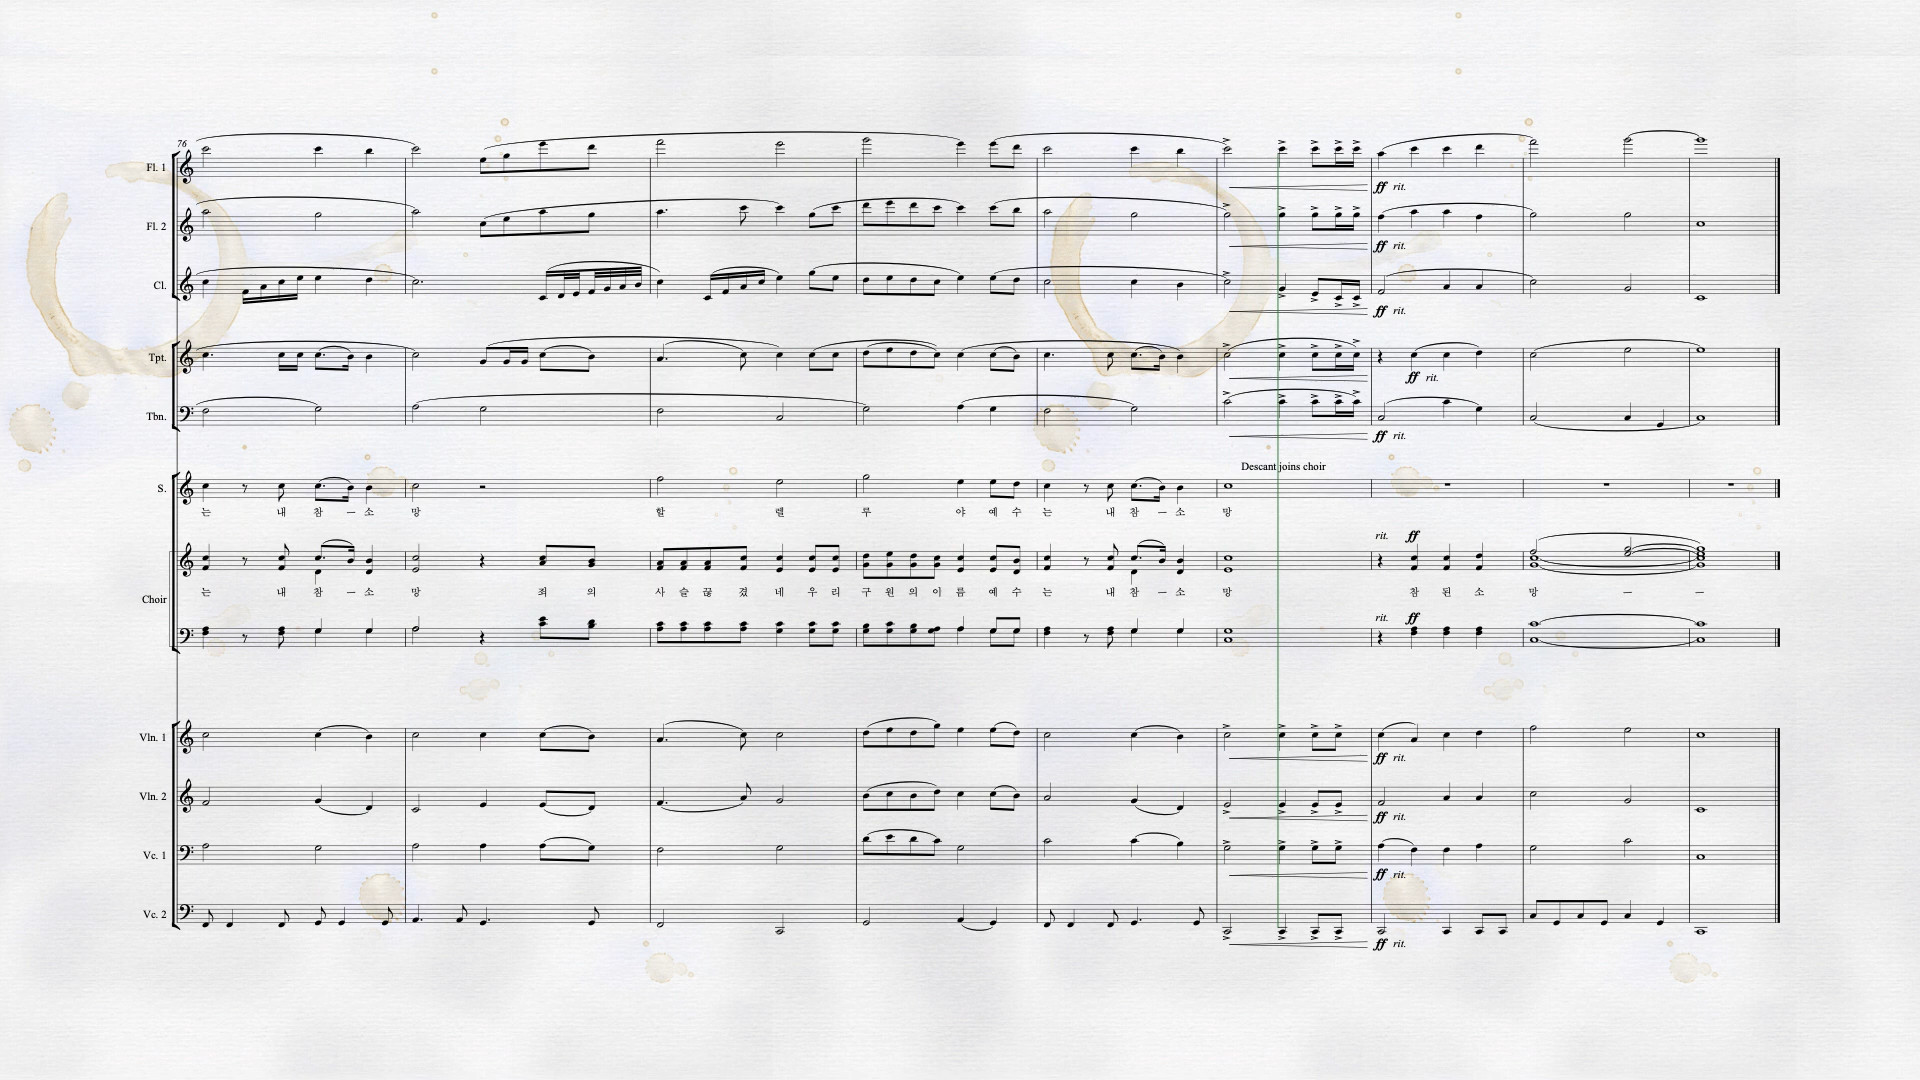 76
Fl. 1
ff rit.
Fl. 2
ff rit.
Cl.
ff rit.
Tpt.
ff rit.
Tbn.
ff rit.
Descant joins choir
S.
는 내 참 — 소 망 할 렐 루 야 예 수 는 내 참 — 소 망
rit. ff
는 내 참 — 소 망 죄 의 사 슬 끊 겼 네 우 리 구 원 의 이 름 예 수 는 내 참 — 소 망 참 된 소 망 — —
Choir
rit. ff
Vln. 1
ff rit.
Vln. 2
ff rit.
Vc. 1
ff rit.
Vc. 2
ff rit.